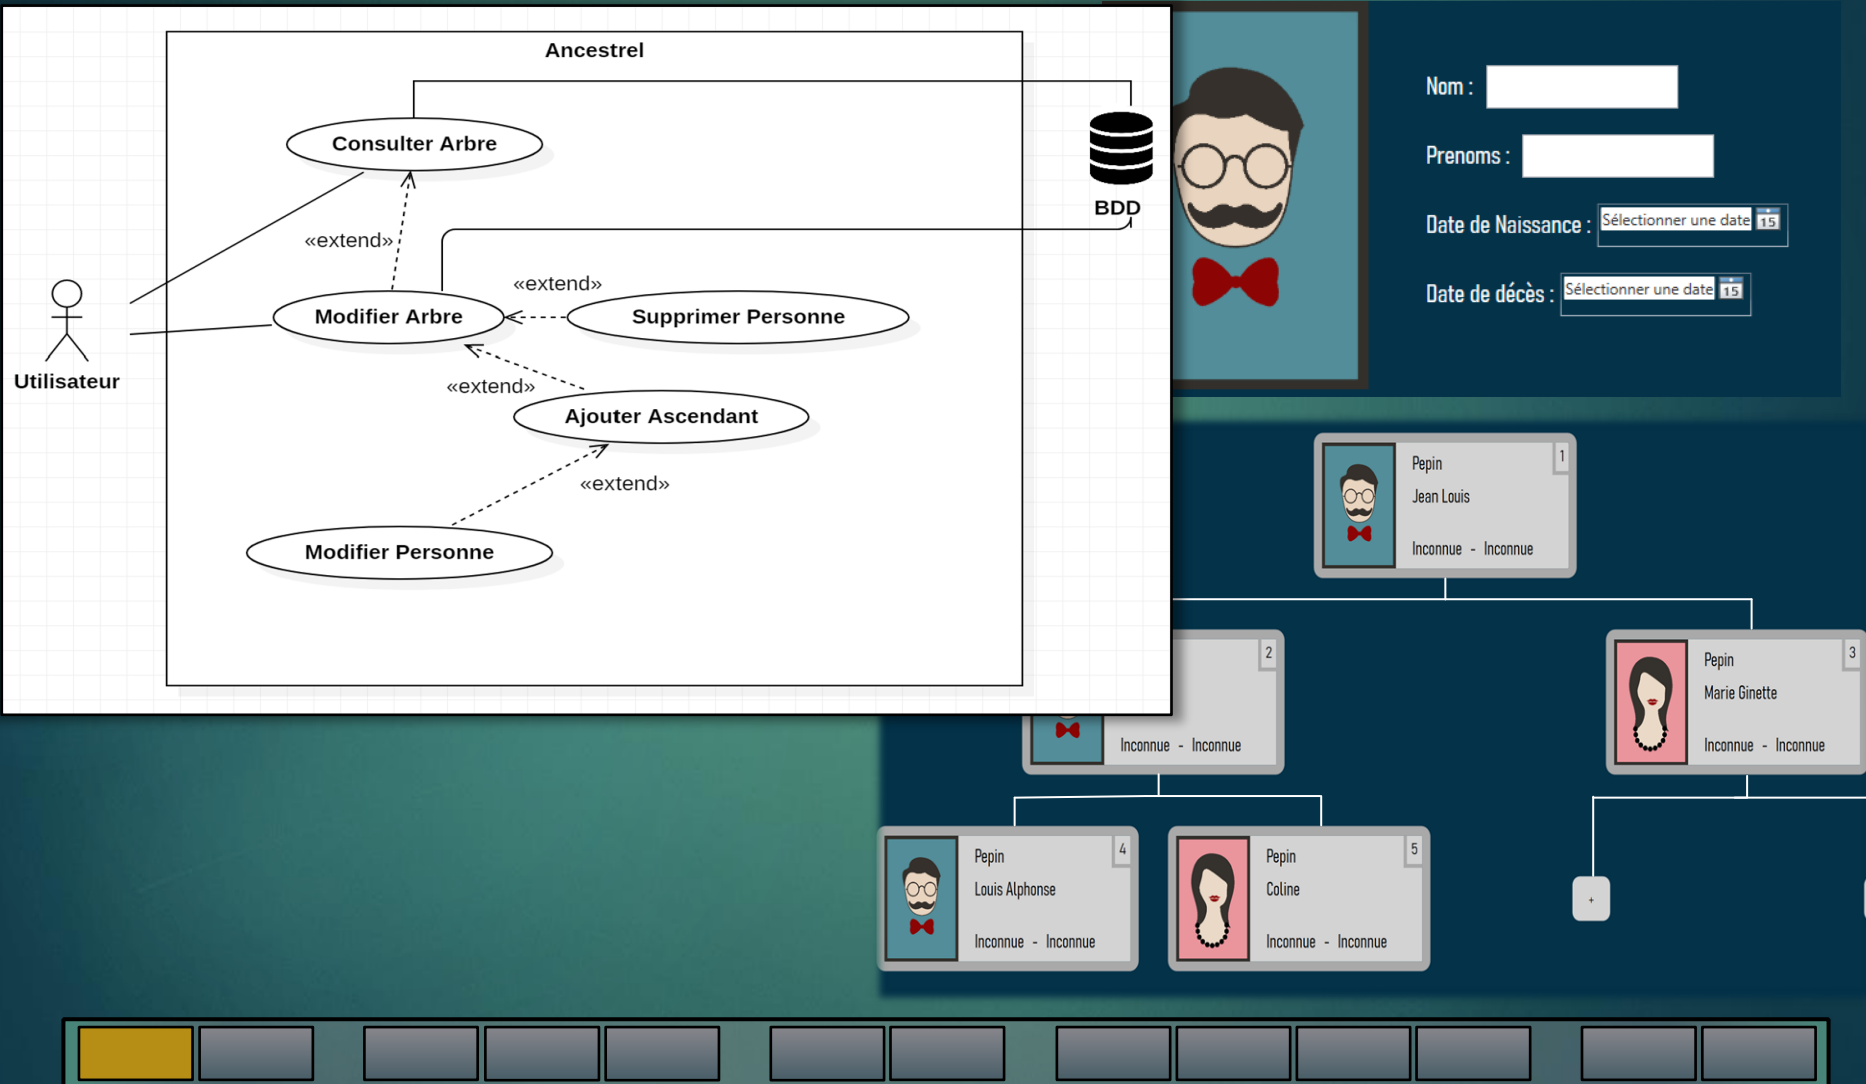 Ancestrel
Consulter Arbre
«extend»
BDD
«extend»
Modifier Arbre
Supprimer Personne
Utilisateur
«extend»
Ajouter Ascendant
«extend»
Modifier Personne
Nom :
Prenoms :
Date de Naissance : Sélectionner une date 15
Date de décès : Sélectionner une date 15
Pepin 1
Jean Louis
Inconnue - Inconnue
2
Inconnue - Inconnue
Pepin 3
Marie Ginette
Inconnue - Inconnue
Pepin 4
Louis Alphonse
Inconnue - Inconnue
Pepin 5
Coline
Inconnue - Inconnue
+